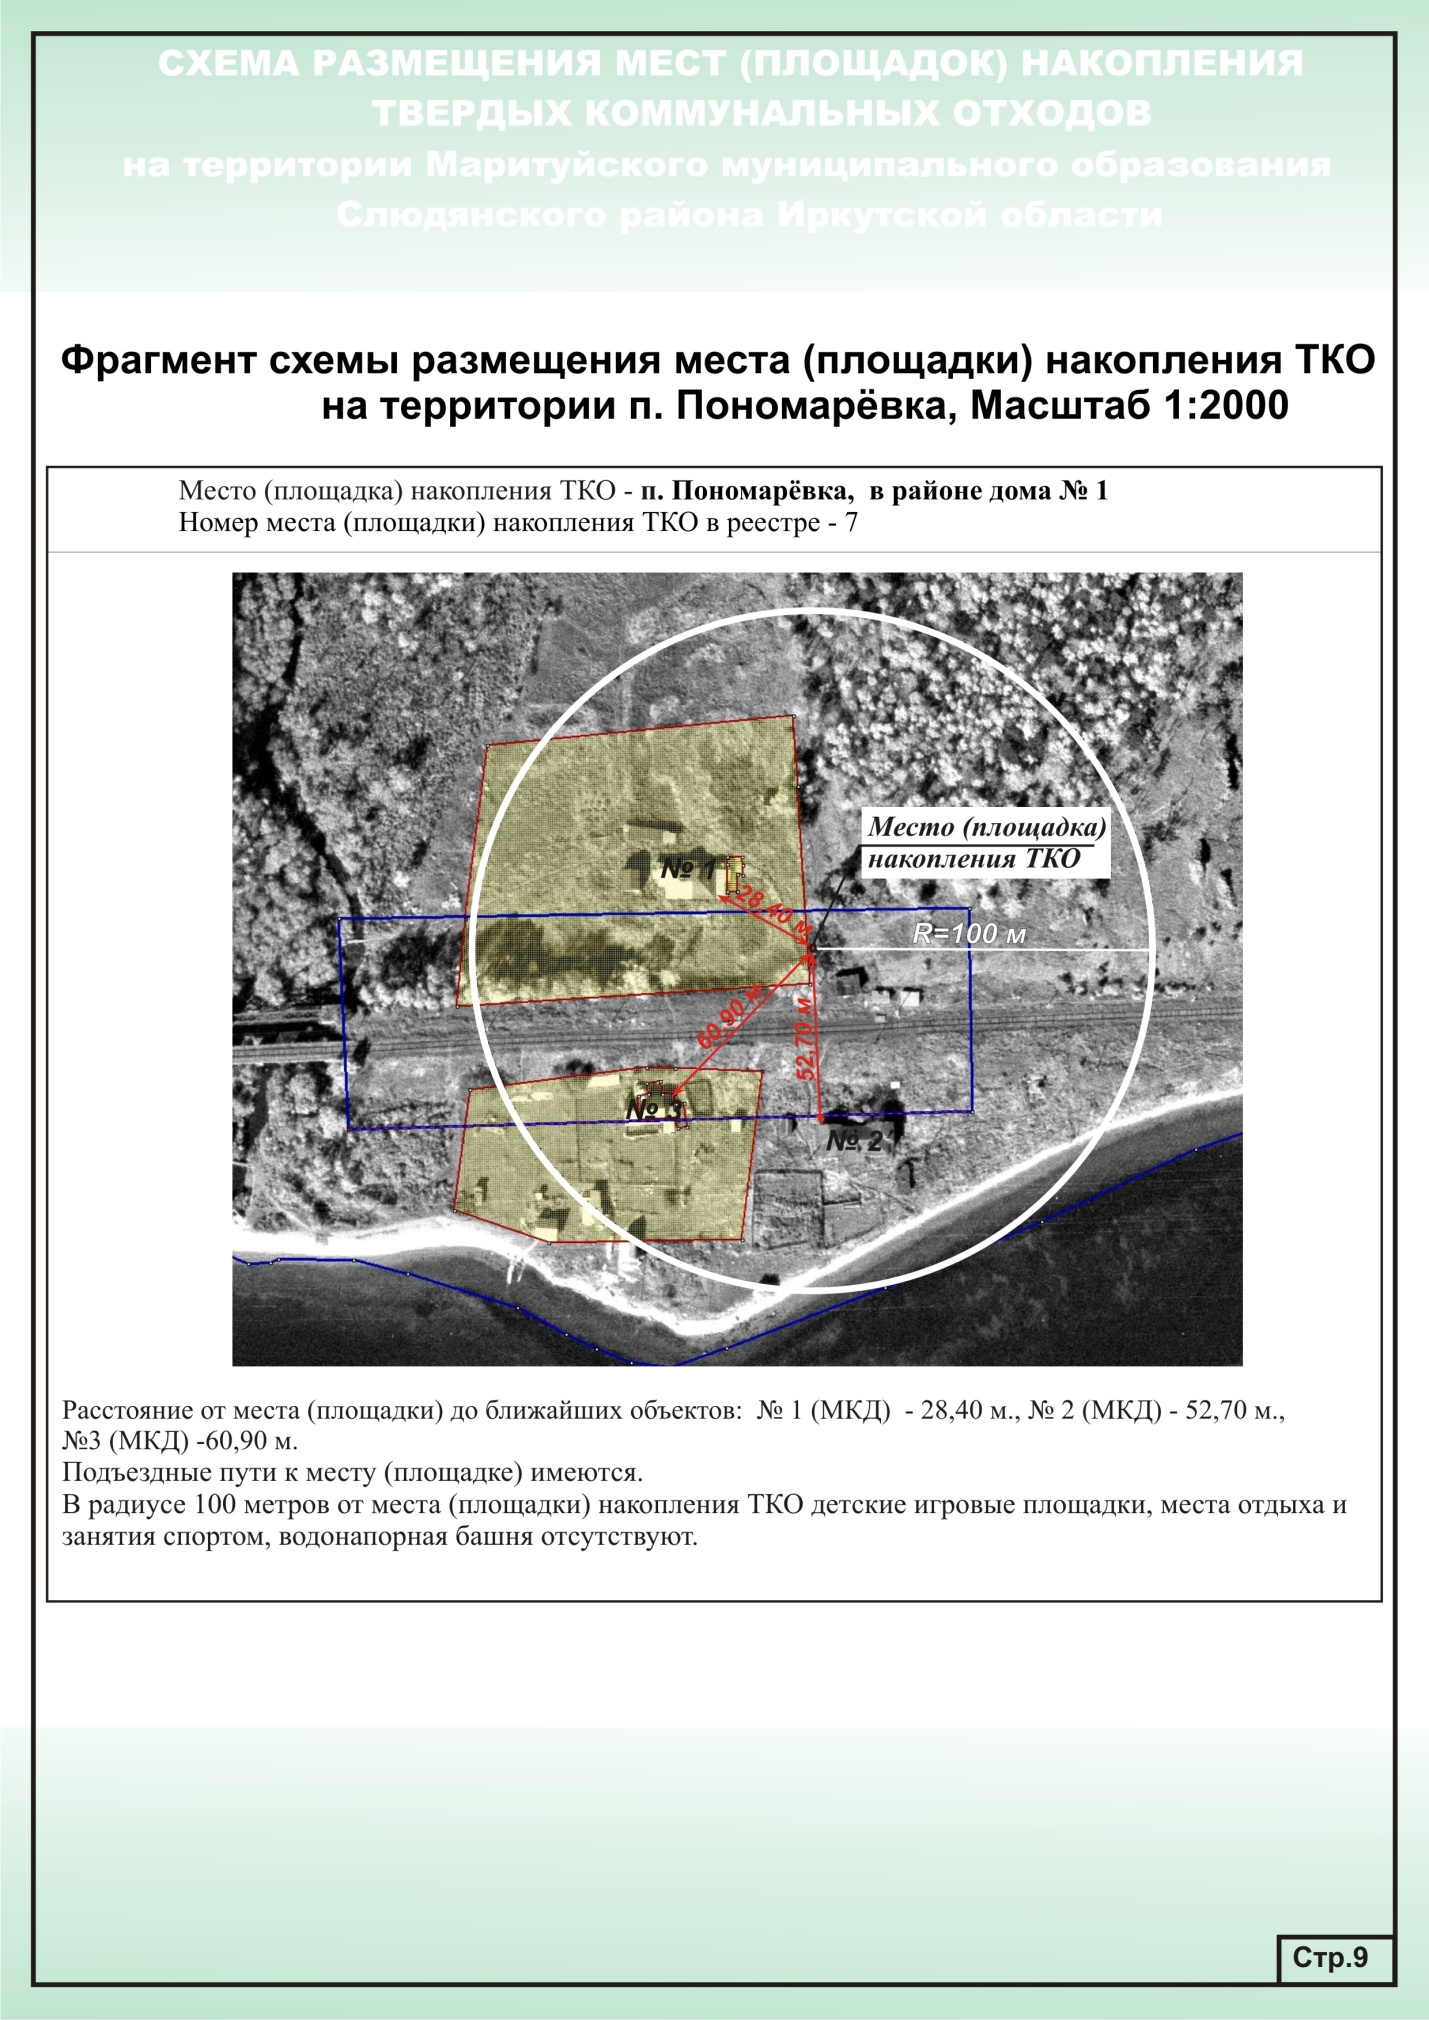 СХЕМА РАЗМЕЩЕНИЯ МЕСТ (ПЛОЩАДОК) НАКОПЛЕНИЯ
ТВЕРДЫХ КОММУНАЛЬНЫХ ОТХОДОВ
на территории Маритуйского муниципального образования
Слюдянского района Иркутской области
Фрагмент схемы размещения места (площадки) накопления ТКО
на территории п. Пономарёвка, Масштаб 1:2000
Место (площадка) накопления ТКО - п. Пономарёвка, в районе дома № 1
Номер места (площадки) накопления ТКО в реестре - 7
Место (площадка)
накопления ТКО
№ 1
28,40 м
R=100 м
60,90 м
52,70 м
№ 3
№ 2
Расстояние от места (площадки) до ближайших объектов: № 1 (МКД) - 28,40 м., № 2 (МКД) - 52,70 м.,
№3 (МКД) -60,90 м.
Подъездные пути к месту (площадке) имеются.
В радиусе 100 метров от места (площадки) накопления ТКО детские игровые площадки, места отдыха и
занятия спортом, водонапорная башня отсутствуют.
Стр.9